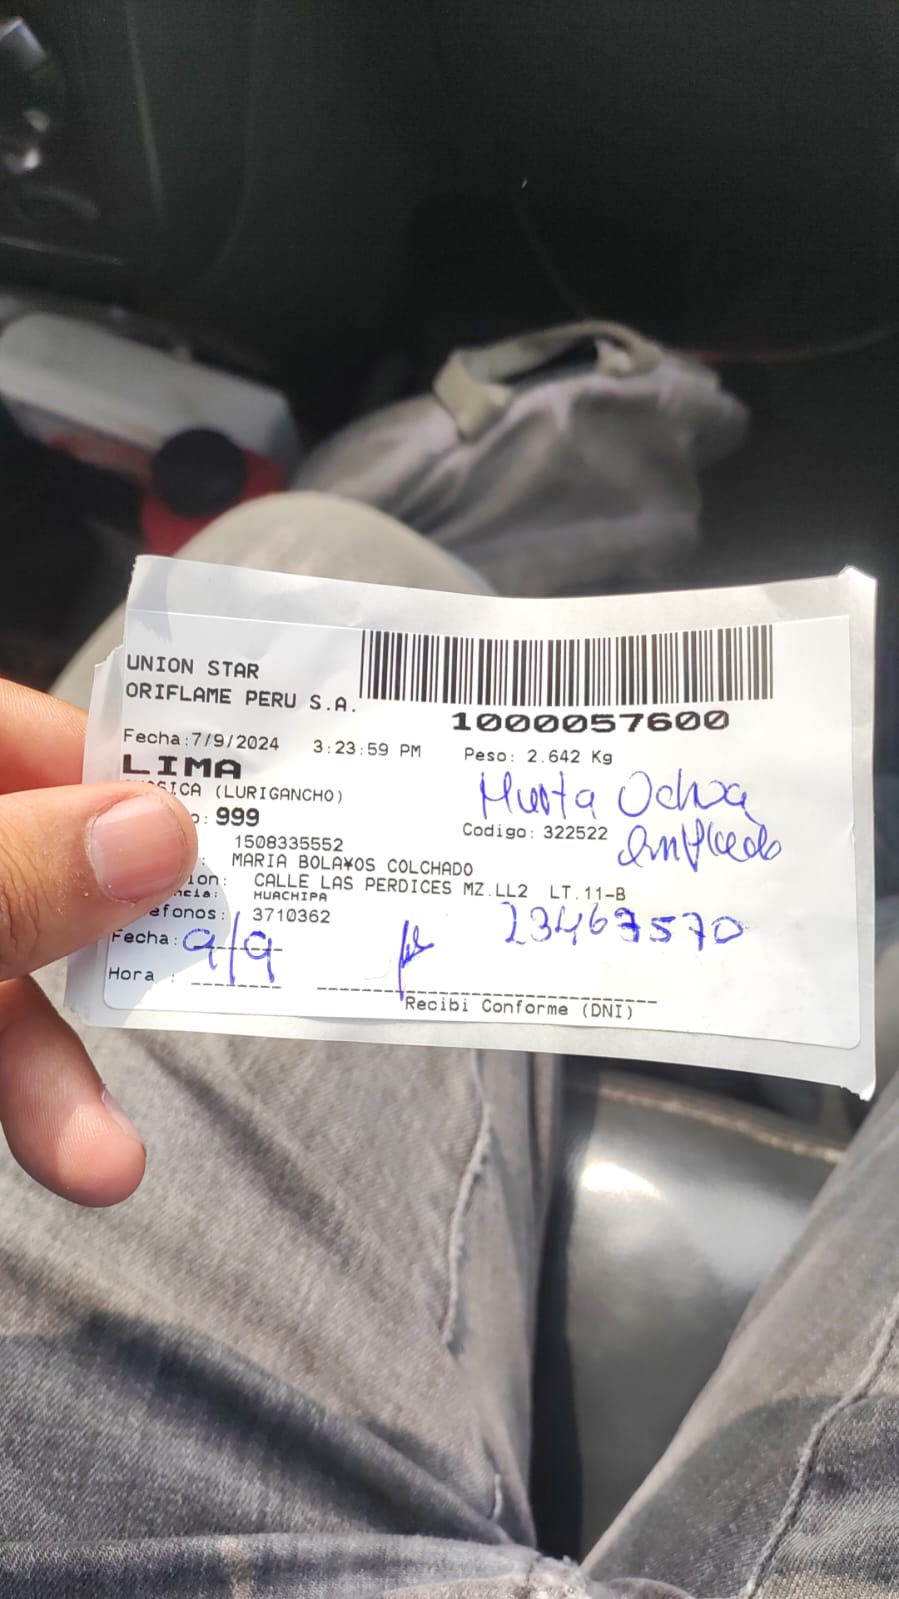 UNION STAR
ORIFLAME PERU S.A.
1000057600
Fecha:7/9/2024 3:23:59 PM Peso: 2.642 Kg
LIMA
(LURIGANCHO)
999
Ochoa
Codigo: 322522
1508335552
MARIA BOLA¥OS COLCHADO
CALLE LAS PERDICES MZ.LL2 LT.11-B
HUACHIPA
3710362
Fecha: 9/9
Hora :
Recibi Conforme (DNI)